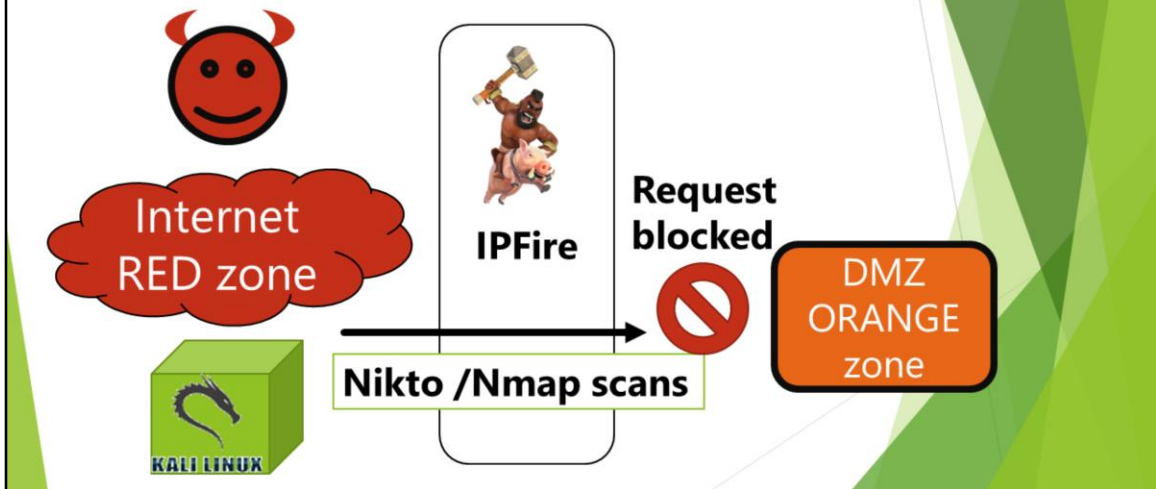 Internet
RED zone
KALI LINUX
IPFire
Nikto /Nmap scans
Request
blocked
DMZ
ORANGE
zone